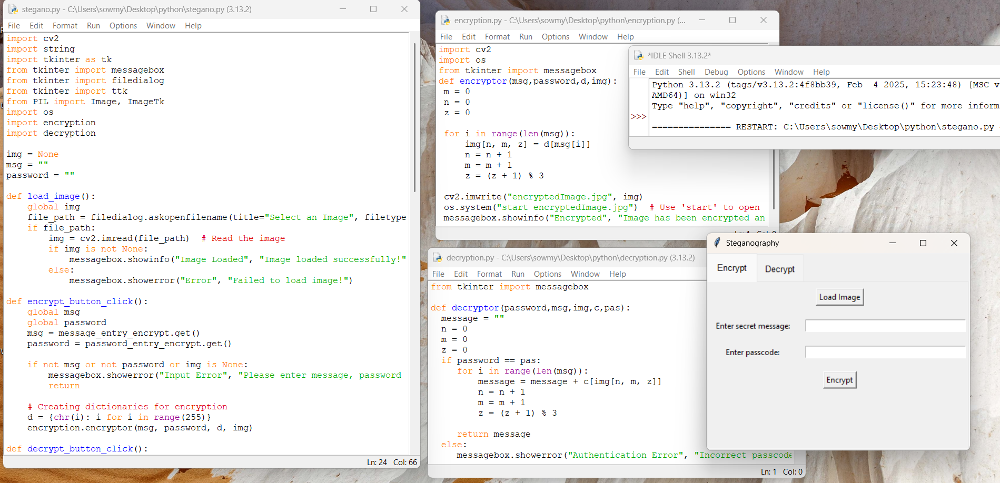 stegano.py - C:\Users\sowmy\Desktop\python\stegano.py (3.13.2)
File Edit Format Run Options Window Help
import cv2
import string
import tkinter as tk
from tkinter import messagebox
from tkinter import filedialog
from tkinter import ttk
from PIL import Image, ImageTk
import os
import encryption
import decryption
img = None
msg = ""
password = ""
def load_image():
    global img
    file_path = filedialog.askopenfilename(title="Select an Image", filetype
    if file_path:
        img = cv2.imread(file_path)  # Read the image
        if img is not None:
            messagebox.showinfo("Image Loaded", "Image loaded successfully!"
        else:
            messagebox.showerror("Error", "Failed to load image!")
def encrypt_button_click():
    global msg
    global password
    msg = message_entry_encrypt.get()
    password = password_entry_encrypt.get()
    if not msg or not password or img is None:
        messagebox.showerror("Input Error", "Please enter message, password
        return
    # Creating dictionaries for encryption
    d = {chr(i): i for i in range(255)}
    encryption.encryptor(msg, password, d, img)
def decrypt_button_click():
Ln: 24 Col: 66
encryption.py - C:\Users\sowmy\Desktop\python\encryption.py (...
File Edit Format Run Options Window Help
import cv2
import os
from tkinter import messagebox
def encryptor(msg,password,d,img):
 m = 0
 n = 0
 z = 0
 for i in range(len(msg)):
     img[n, m, z] = d[msg[i]]
     n = n + 1
     m = m + 1
     z = (z + 1) % 3
 cv2.imwrite("encryptedImage.jpg", img)
 os.system("start encryptedImage.jpg")  # Use 'start' to open
 messagebox.showinfo("Encrypted", "Image has been encrypted an
Ln: 1 Col: 0
*IDLE Shell 3.13.2*
File Edit Shell Debug Options Window Help
Python 3.13.2 (tags/v3.13.2:4f8bb39, Feb  4 2025, 15:23:48) [MSC v
AMD64)] on win32
Type "help", "copyright", "credits" or "license()" for more inform
>>>
=============== RESTART: C:\Users\sowmy\Desktop\python\stegano.py
decryption.py - C:\Users\sowmy\Desktop\python\decryption.py (3.13.2)
File Edit Format Run Options Window Help
from tkinter import messagebox
def decryptor(password,msg,img,c,pas):
  message = ""
  n = 0
  m = 0
  z = 0
  if password == pas:
     for i in range(len(msg)):
         message = message + c[img[n, m, z]]
         n = n + 1
         m = m + 1
         z = (z + 1) % 3
     return message
  else:
     messagebox.showerror("Authentication Error", "Incorrect passcode
Ln: 1 Col: 0
Steganography
Encrypt Decrypt
Load Image
Enter secret message:
Enter passcode:
Encrypt